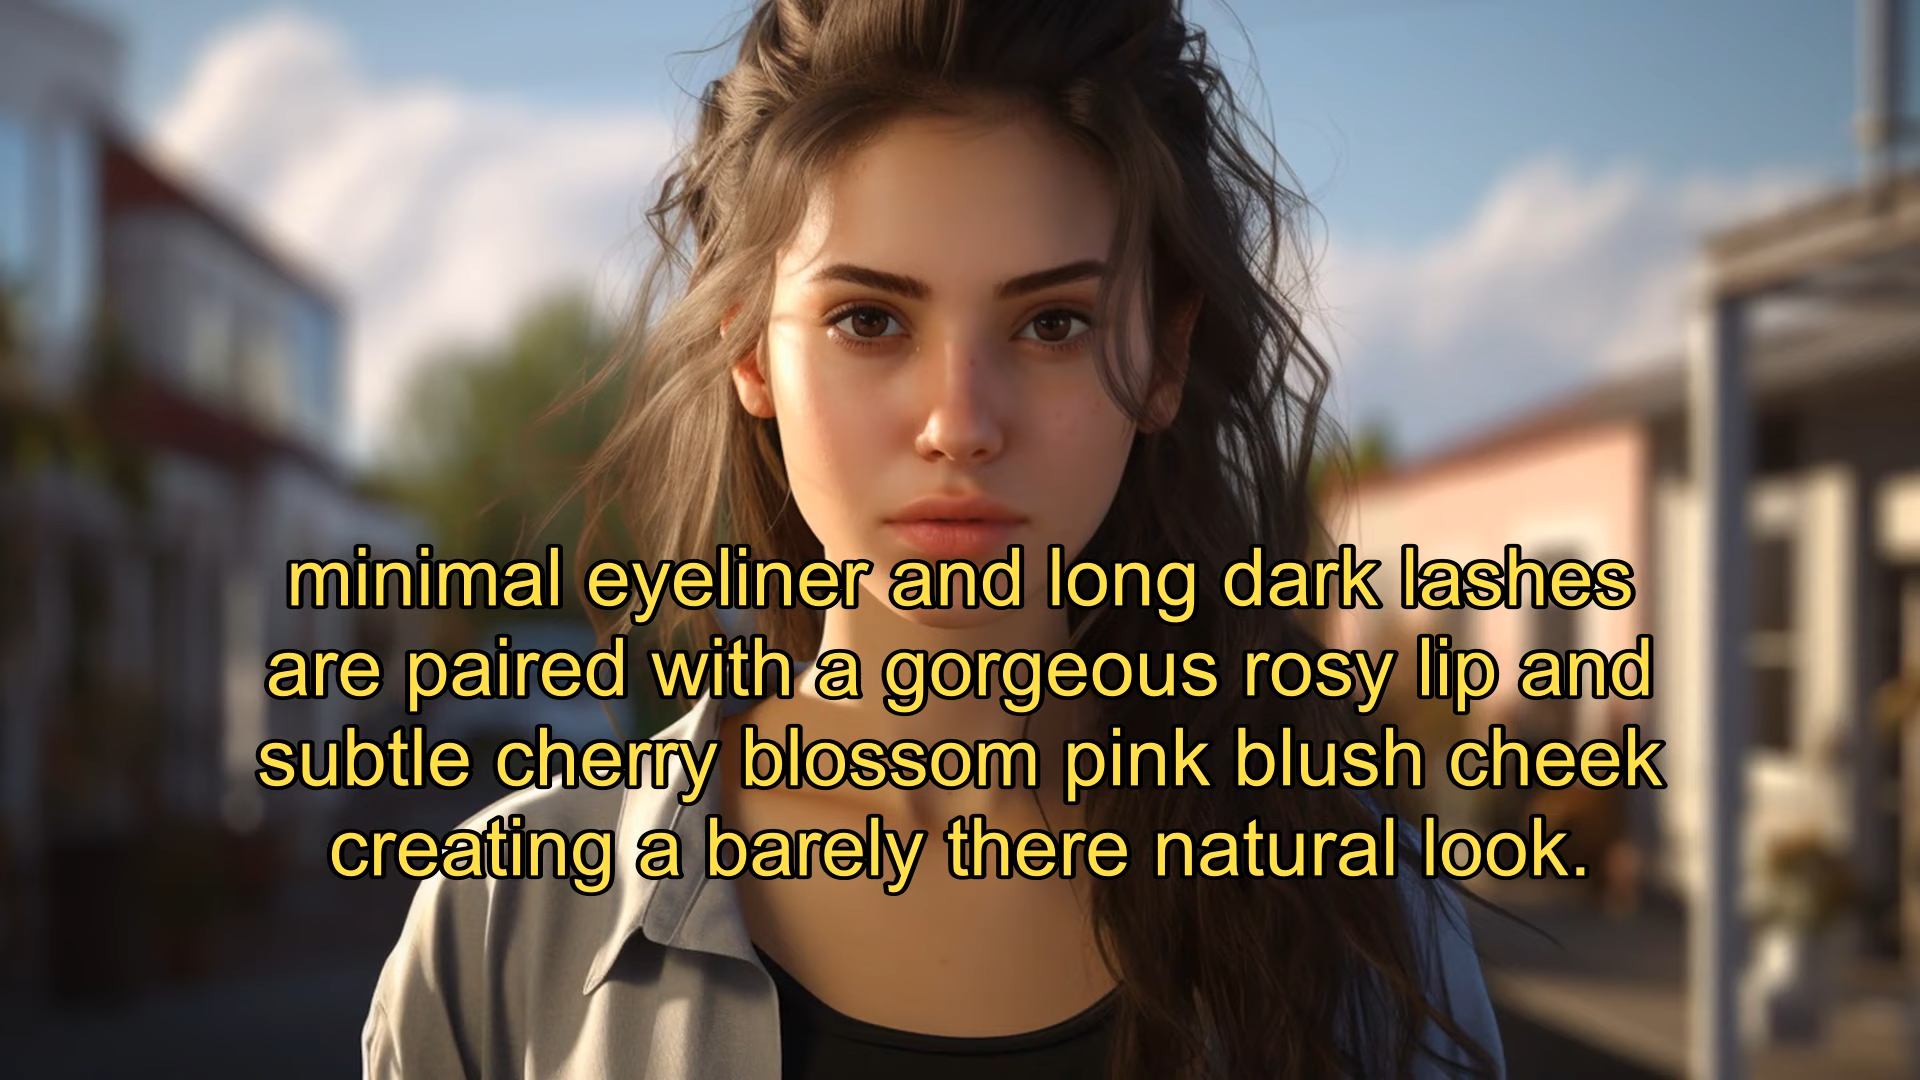 minimal eyeliner and long dark lashes
are paired with a gorgeous rosy lip and
subtle cherry blossom pink blush cheek
creating a barely there natural look.